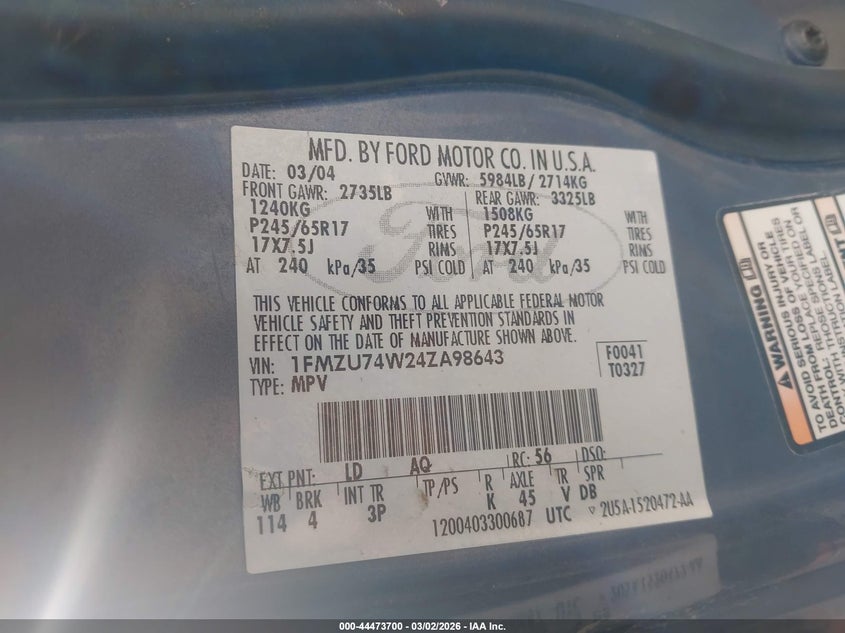 MFD. BY FORD MOTOR CO. IN U.S.A.
DATE: 03/04 GVWR: 5984LB / 2714KG
FRONT GAWR: 2735LB REAR GAWR: 3325LB
1240KG WITH 1508KG WITH
P245/65R17 TIRES P245/65R17 TIRES
17X7.5J RIMS 17X7.5J RIMS
AT 240 kPa/35 PSI COLD AT 240 kPa/35 PSI COLD
Ford
THIS VEHICLE CONFORMS TO ALL APPLICABLE FEDERAL MOTOR
VEHICLE SAFETY AND THEFT PREVENTION STANDARDS IN
EFFECT ON THE DATE OF MANUFACTURE SHOWN ABOVE.
VIN: 1FMZU74W24ZA98643 F0041
TYPE: MPV T0327
EXT PNT: LD AQ RC: 56 DSO:
WB BRK INT TR TP/PS R AXLE TR SPR
114 4 3P K 45 V DB
1200403300687 UTC ▽ 2U5A-1520472-AA
WARNING
TO AVOID RISK OF
000-44473700 - 03/02/2026 - IAA Inc.